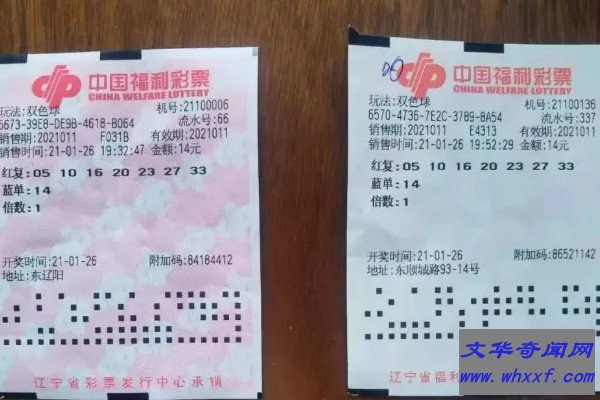 中国福利彩票
CHINA WELFARE LOTTERY
玩法:双色球 机号:21100006
5673-39E8-DE9B-4618-B064 流水号:66
销售期:2021011 F031B 有效期:2021011
销售时间:21-01-26 19:32:47 金额:14元
红复:05 10 16 20 23 27 33
蓝单:14
倍数:1
开奖时间:21-01-26 附加码:84184412
地址:东辽阳
辽宁省彩票发行中心承销
中国福利彩票
CHINA WELFARE LOTTERY
玩法:双色球 机号:21100136
6570-4736-7E2C-3789-8A54 流水号:337
销售期:2021011 E4313 有效期:2021011
销售时间:21-01-26 19:52:29 金额:14元
红复:05 10 16 20 23 27 33
蓝单:14
倍数:1
开奖时间:21-01-26 附加码:86521142
地址:东顺城路93-14号
辽宁省福利
文华奇闻网
www.whxxf.com